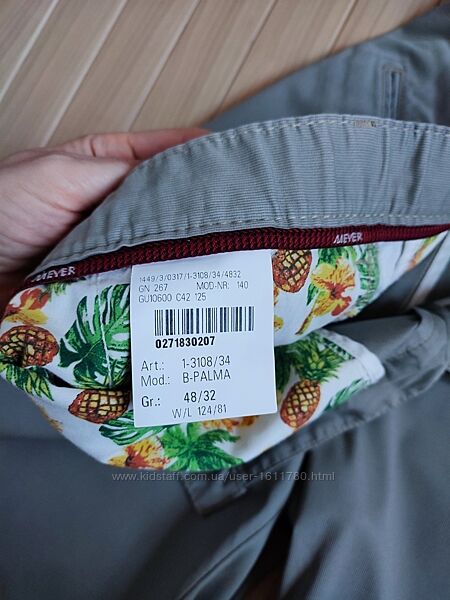 MEYER
MEYER
1449/3/0317/1-3108/34/4832
GN 267 MOD-NR: 140
GU10600 C42 125
0271830207
Art.: 1-3108/34
Mod.: B-PALMA
Gr.: 48/32
W/L 124/81
www.kidstaff.com.ua/user-1611780.html